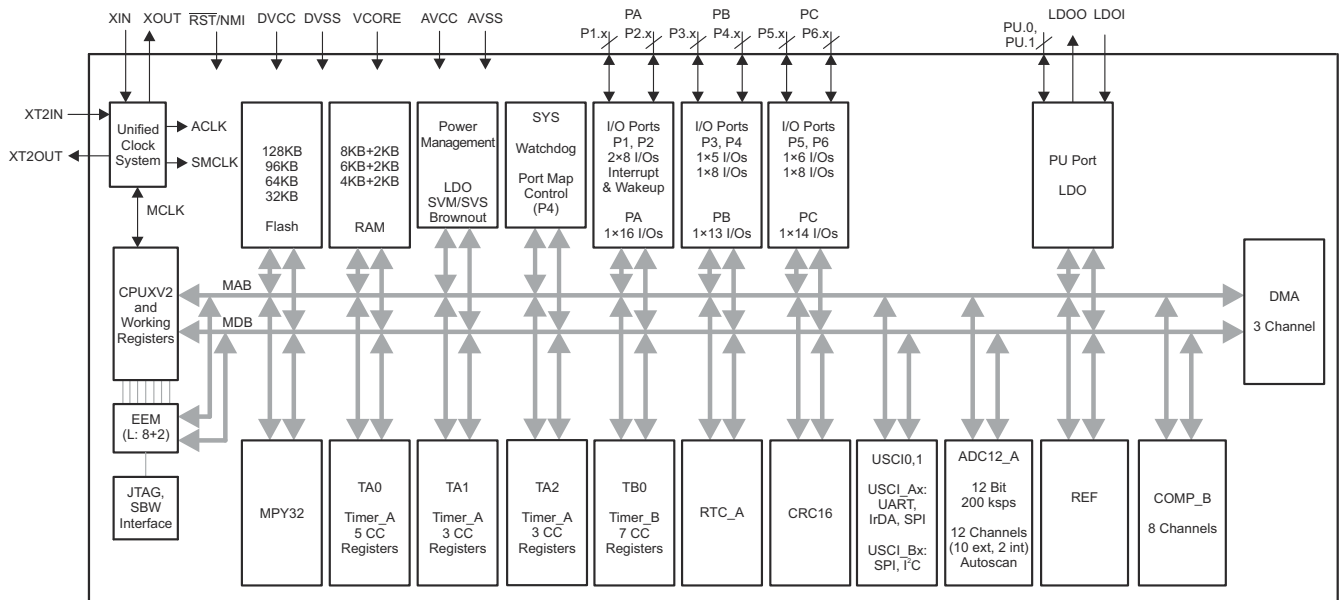 XIN XOUT RST/NMI DVCC DVSS VCORE AVCC AVSS
PA PB PC
P1.x P2.x P3.x P4.x P5.x P6.x
PU.0,
PU.1
LDOO LDOI
XT2IN
XT2OUT
Unified
Clock
System
ACLK
SMCLK
MCLK
128KB
96KB
64KB
32KB
Flash
8KB+2KB
6KB+2KB
4KB+2KB
RAM
Power
Management
LDO
SVM/SVS
Brownout
SYS
Watchdog
Port Map
Control
(P4)
I/O Ports
P1, P2
2×8 I/Os
Interrupt
& Wakeup
PA
1×16 I/Os
I/O Ports
P3, P4
1×5 I/Os
1×8 I/Os
PB
1×13 I/Os
I/O Ports
P5, P6
1×6 I/Os
1×8 I/Os
PC
1×14 I/Os
PU Port
LDO
CPUXV2
and
Working
Registers
MAB
MDB
DMA
3 Channel
EEM
(L: 8+2)
JTAG,
SBW
Interface
MPY32
TA0
Timer_A
5 CC
Registers
TA1
Timer_A
3 CC
Registers
TA2
Timer_A
3 CC
Registers
TB0
Timer_B
7 CC
Registers
RTC_A
CRC16
USCI0,1
USCI_Ax:
UART,
IrDA, SPI
USCI_Bx:
SPI, I²C
ADC12_A
12 Bit
200 ksps
12 Channels
(10 ext, 2 int)
Autoscan
REF
COMP_B
8 Channels